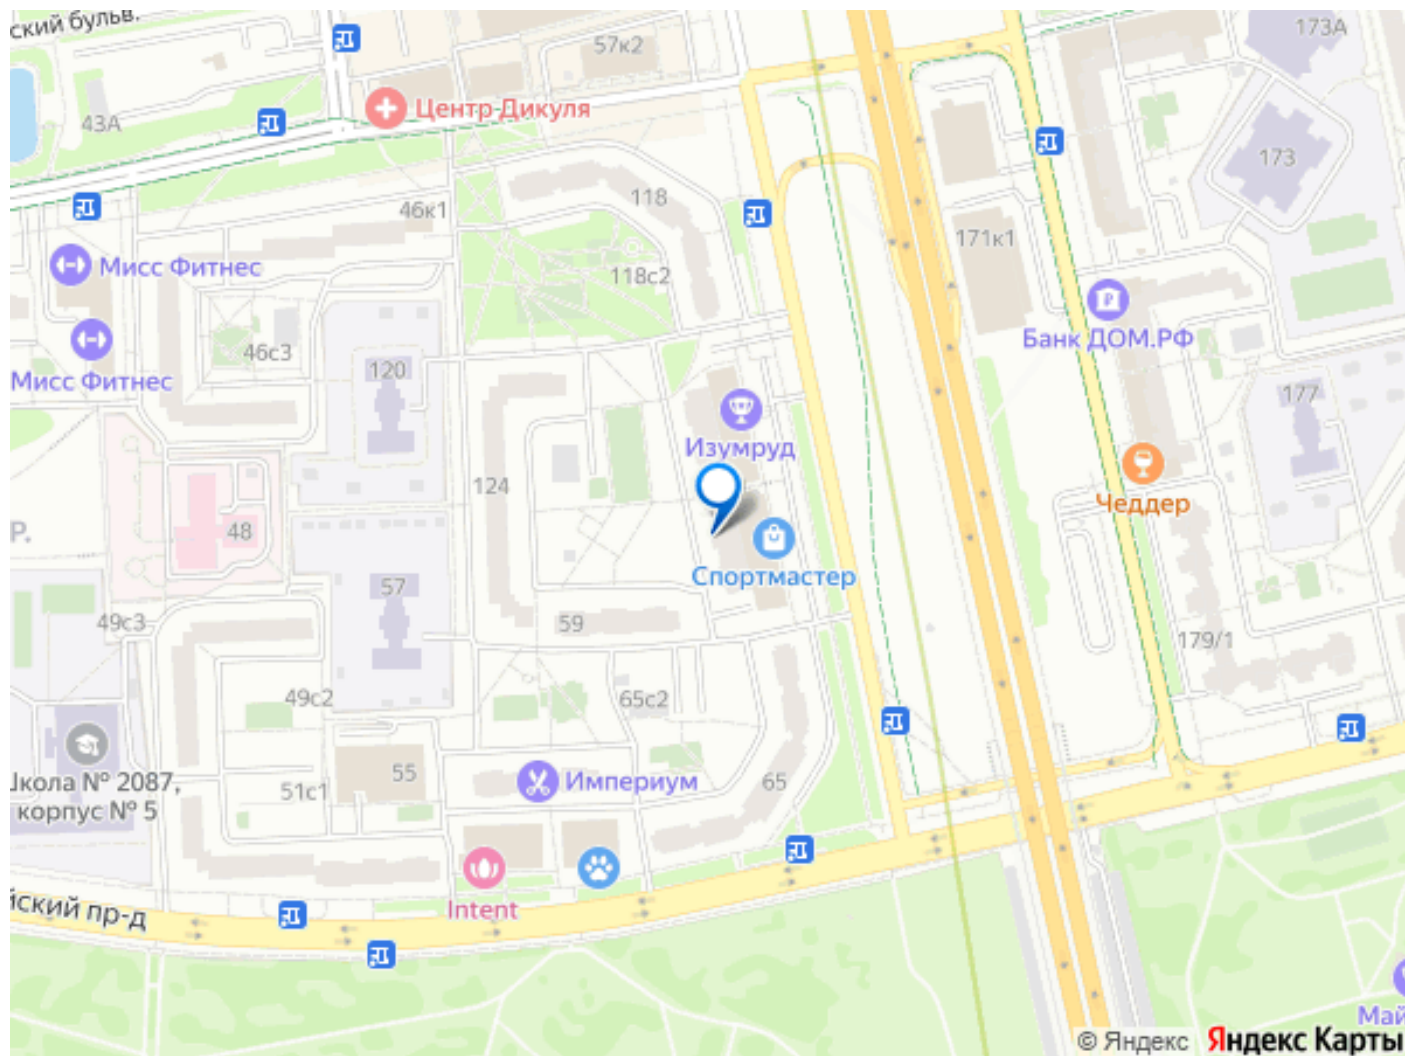 ский бульв.
173А
57к2
Центр Дикуля
43А
173
118
46к1
171к1
Мисс Фитнес
118с2
Банк ДОМ.РФ
46с3
120
Мисс Фитнес
177
Изумруд
124
Чеддер
Р.
48
Спортмастер
57
49с3
59
179/1
49с2
65с2
55
Империум
65
Школа № 2087,
корпус № 5
51с1
Intent
йский пр-д
Май
© Яндекс
Яндекс Карты